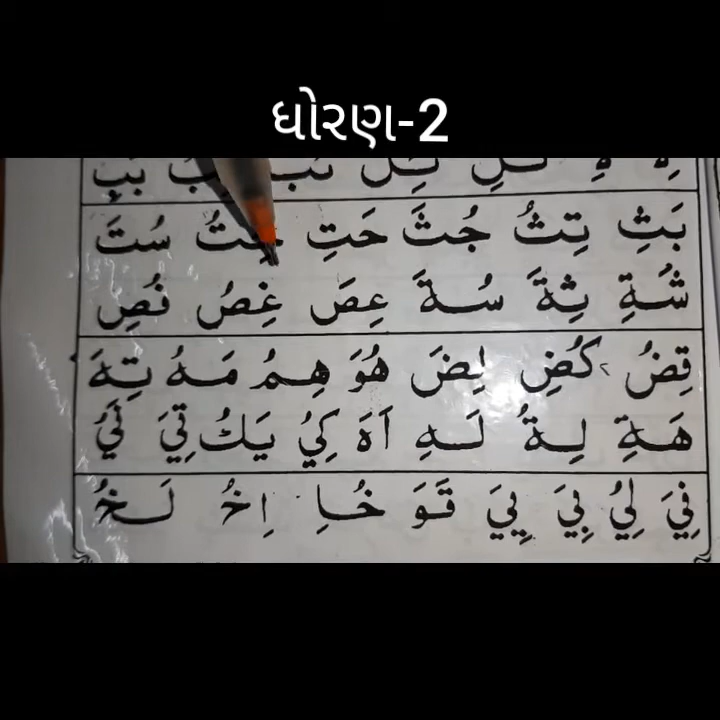 ધોરણ-2
بَثِ تِثُ جُثَ حَتِ سُتَ
شُةِ ثِةَ سُةَ عِصَ غِصُ نُصِ
قِضُ كُضِ لِضَ هُوَ هِمُ مَهُ تِهَ
هَةِ لِةُ لَهِ اَهَ كِيُ يَكُ تِيَ
فِيَ لِيُ بِيَ يِيَ قَوَ خُاِ اِخُ لَخُ